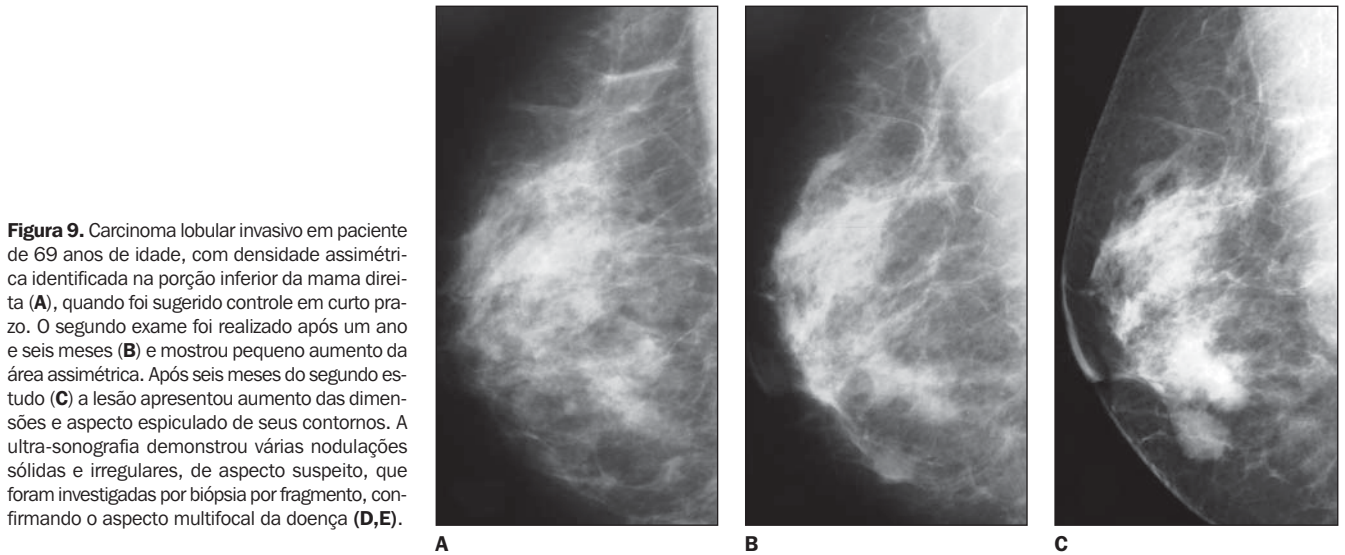 Figura 9. Carcinoma lobular invasivo em paciente
de 69 anos de idade, com densidade assimétri-
ca identificada na porção inferior da mama direi-
ta (A), quando foi sugerido controle em curto pra-
zo. O segundo exame foi realizado após um ano
e seis meses (B) e mostrou pequeno aumento da
área assimétrica. Após seis meses do segundo es-
tudo (C) a lesão apresentou aumento das dimen-
sões e aspecto espiculado de seus contornos. A
ultra-sonografia demonstrou várias nodulações
sólidas e irregulares, de aspecto suspeito, que
foram investigadas por biópsia por fragmento, con-
firmando o aspecto multifocal da doença (D,E).
A
B
C